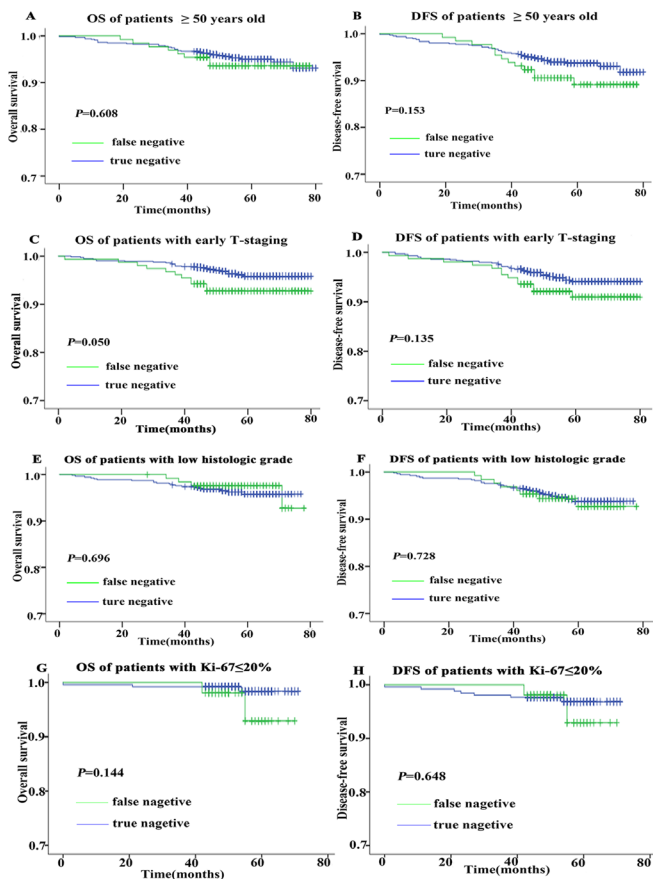 A OS of patients ≥ 50 years old
Overall survival
1.0
0.9
0.8
0.7
P=0.608
false negative
true negative
0 20 40 60 80
Time(months)
B DFS of patients ≥ 50 years old
Disease-free survival
1.0
0.9
0.8
0.7
P=0.153
false negative
ture negative
0 20 40 60 80
Time(months)
C OS of patients with early T-staging
Overall survival
1.0
0.9
0.8
0.7
P=0.050
false negative
true negative
0 20 40 60 80
Time(months)
D DFS of patients with early T-staging
Disease-free survival
1.0
0.9
0.8
0.7
P=0.135
false negative
ture negative
0 20 40 60 80
Time(months)
E OS of patients with low histologic grade
Overall survival
1.0
0.9
0.8
0.7
P=0.696
false negative
ture negative
0 20 40 60 80
Time(months)
F DFS of patients with low histologic grade
Disease-free survival
1.0
0.9
0.8
0.7
P=0.728
false negative
ture negative
0 20 40 60 80
Time(months)
G OS of patients with Ki-67≤20%
Overall survival
1.0
0.9
0.8
0.7
P=0.144
false nagetive
true nagetive
0 20 40 60 80
Time(months)
H DFS of patients with Ki-67≤20%
Disease-free survival
1.0
0.9
0.8
0.7
P=0.648
false nagetive
true nagetive
0 20 40 60 80
Time(months)